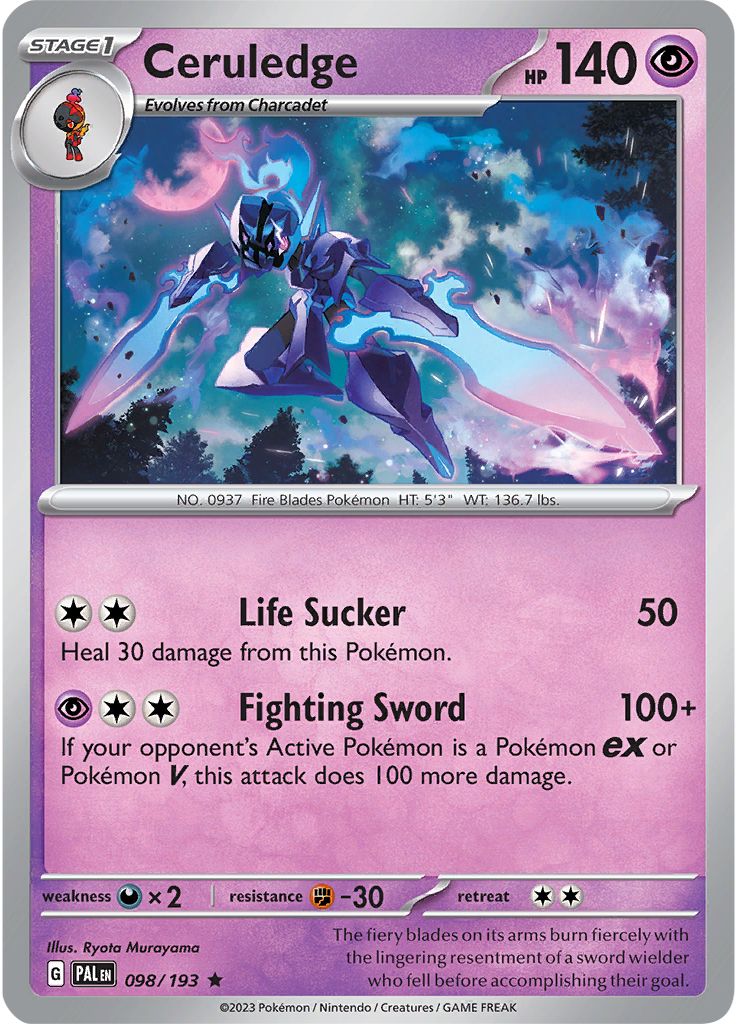 STAGE 1
Ceruledge
HP 140
Evolves from Charcadet
NO. 0937 Fire Blades Pokémon HT: 5'3" WT: 136.7 lbs.
Life Sucker 50
Heal 30 damage from this Pokémon.
Fighting Sword 100+
If your opponent's Active Pokémon is a Pokémon ex or
Pokémon V, this attack does 100 more damage.
weakness ×2 resistance -30 retreat
Illus. Ryota Murayama
G PAL EN 098/193 ★
The fiery blades on its arms burn fiercely with
the lingering resentment of a sword wielder
who fell before accomplishing their goal.
©2023 Pokémon / Nintendo / Creatures / GAME FREAK